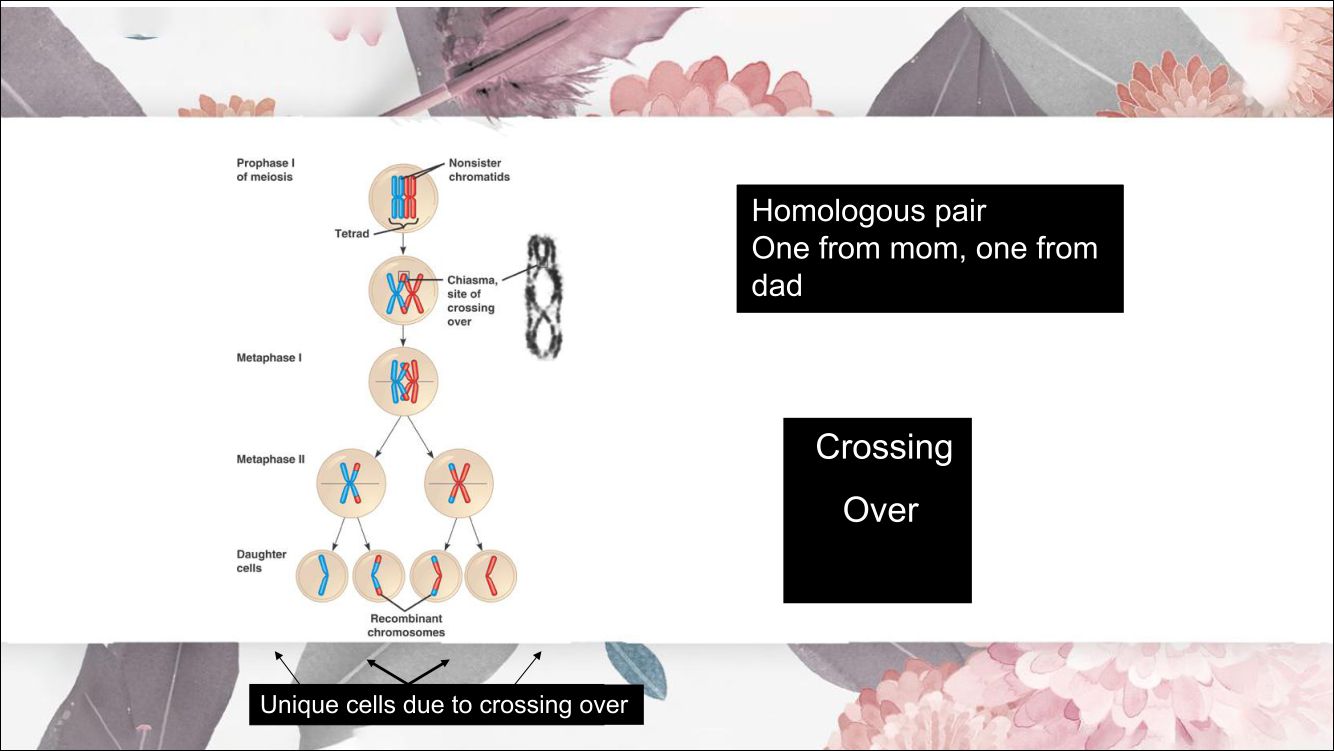 Prophase I
of meiosis
Nonsister
chromatids
Tetrad
Chiasma,
site of
crossing
over
Metaphase I
Metaphase II
Daughter
cells
Recombinant
chromosomes
Unique cells due to crossing over
Homologous pair
One from mom, one from
dad
Crossing
Over